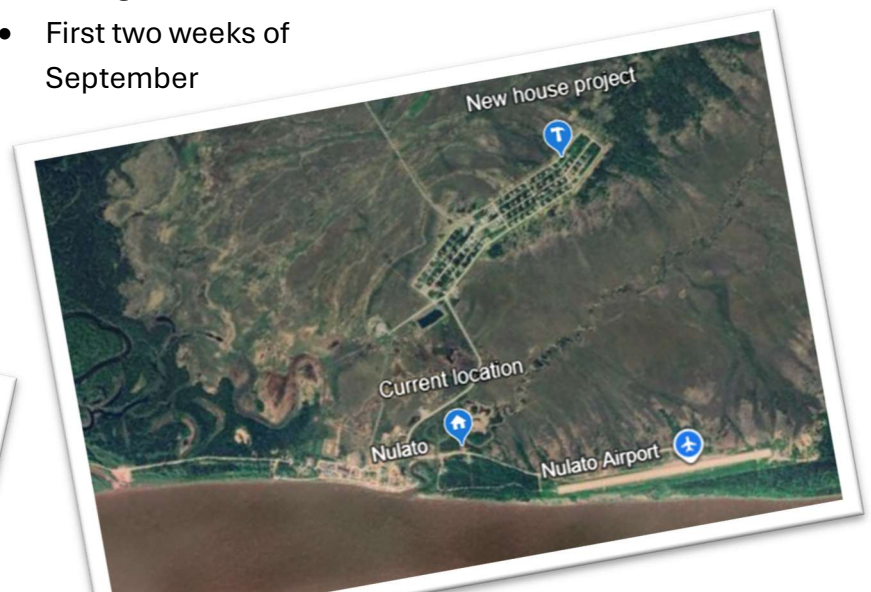 • First two weeks of
September
New house project
Current location
Nulato
Nulato Airport